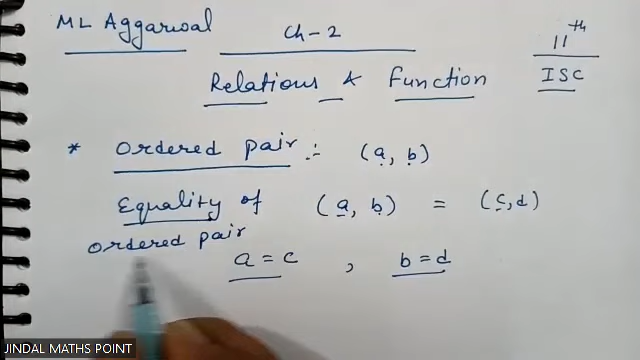 ML Aggarwal Ch-2 11th
Relations & Function ISC
* Ordered pair :- (a, b)
Equality of (a, b) = (c, d)
Ordered pair
a = c , b = d
JINDAL MATHS POINT